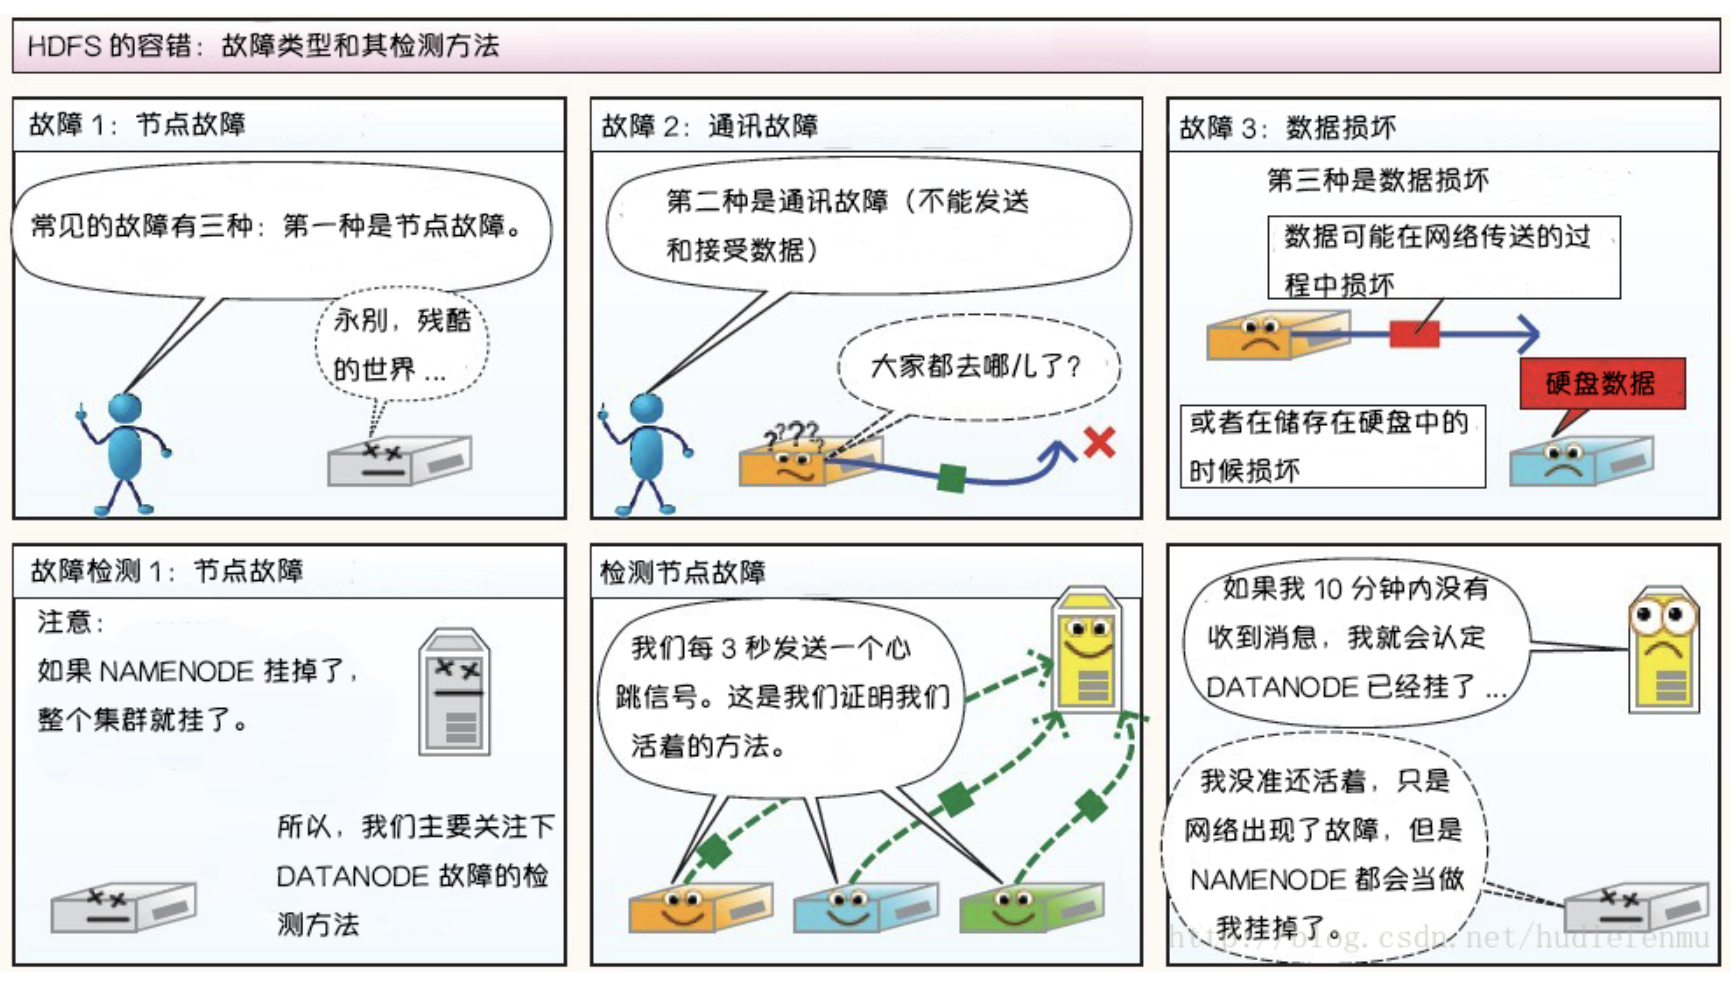 HDFS 的容错：故障类型和其检测方法
故障 1：节点故障
常见的故障有三种：第一种是节点故障。
永别，残酷
的世界 ...
故障 2：通讯故障
第二种是通讯故障（不能发送
和接受数据）
大家都去哪儿了？
????
?
故障 3：数据损坏
第三种是数据损坏
数据可能在网络传送的过
程中损坏
硬盘数据
或者在储存在硬盘中的
时候损坏
故障检测 1：节点故障
注意：
如果 NAMENODE 挂掉了，
整个集群就挂了。
所以，我们主要关注下
DATANODE 故障的检
测方法
检测节点故障
我们每 3 秒发送一个心
跳信号。这是我们证明我们
活着的方法。
如果我 10 分钟内没有
收到消息，我就会认定
DATANODE 已经挂了 ...
我没准还活着，只是
网络出现了故障，但是
NAMENODE 都会当做
我挂掉了。
http://blog.csdn.net/hudiefenmu